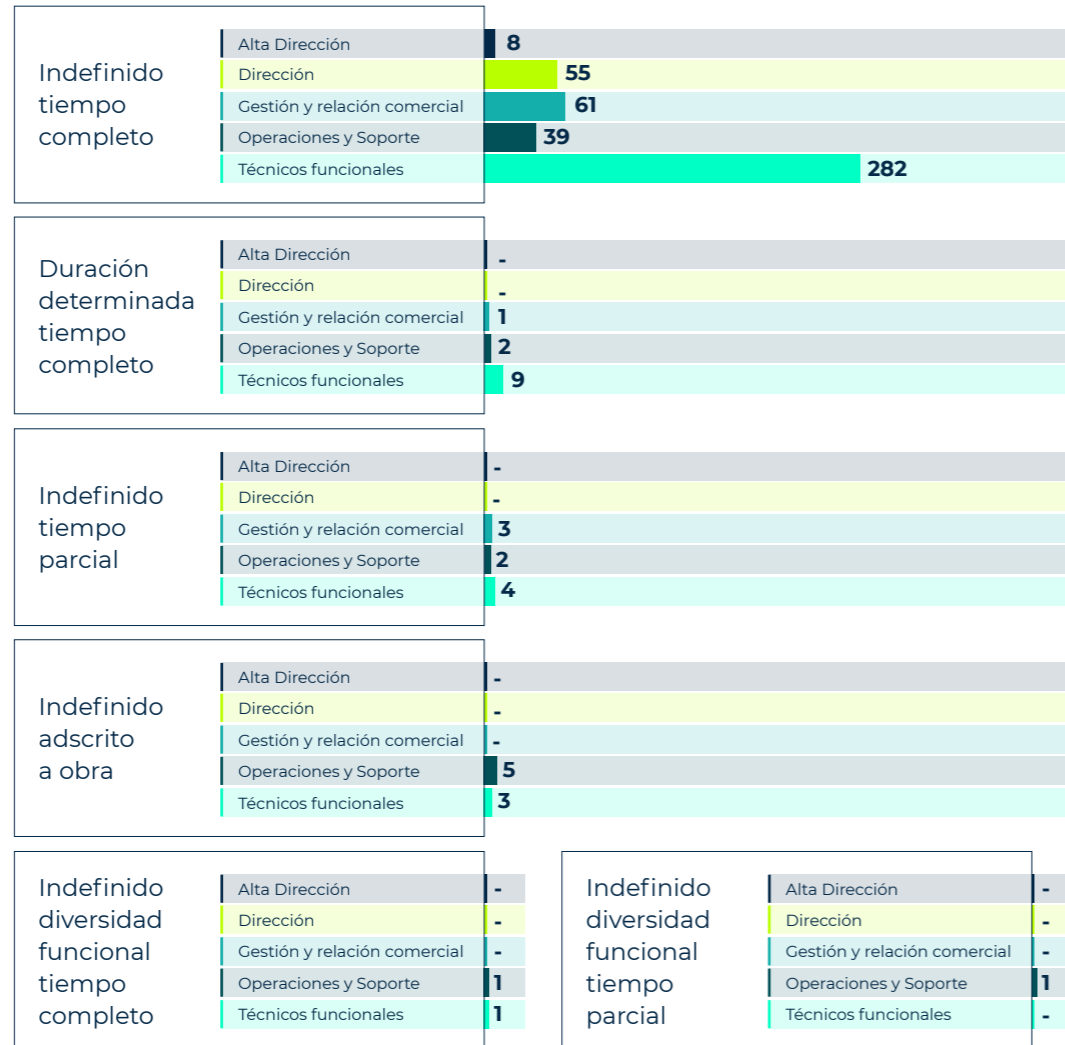 Indefinido
tiempo
completo
Alta Dirección 8
Dirección 55
Gestión y relación comercial 61
Operaciones y Soporte 39
Técnicos funcionales 282
Duración
determinada
tiempo
completo
Alta Dirección -
Dirección -
Gestión y relación comercial 1
Operaciones y Soporte 2
Técnicos funcionales 9
Indefinido
tiempo
parcial
Alta Dirección -
Dirección -
Gestión y relación comercial 3
Operaciones y Soporte 2
Técnicos funcionales 4
Indefinido
adscrito
a obra
Alta Dirección -
Dirección -
Gestión y relación comercial -
Operaciones y Soporte 5
Técnicos funcionales 3
Indefinido
diversidad
funcional
tiempo
completo
Alta Dirección -
Dirección -
Gestión y relación comercial -
Operaciones y Soporte 1
Técnicos funcionales 1
Indefinido
diversidad
funcional
tiempo
parcial
Alta Dirección -
Dirección -
Gestión y relación comercial -
Operaciones y Soporte 1
Técnicos funcionales -